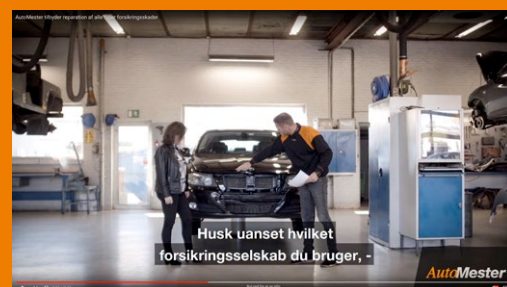 AutoMester tilbyder reparation af alle
forsikringsskader
Husk uanset hvilket
forsikringsselskab du bruger, -
AutoMester